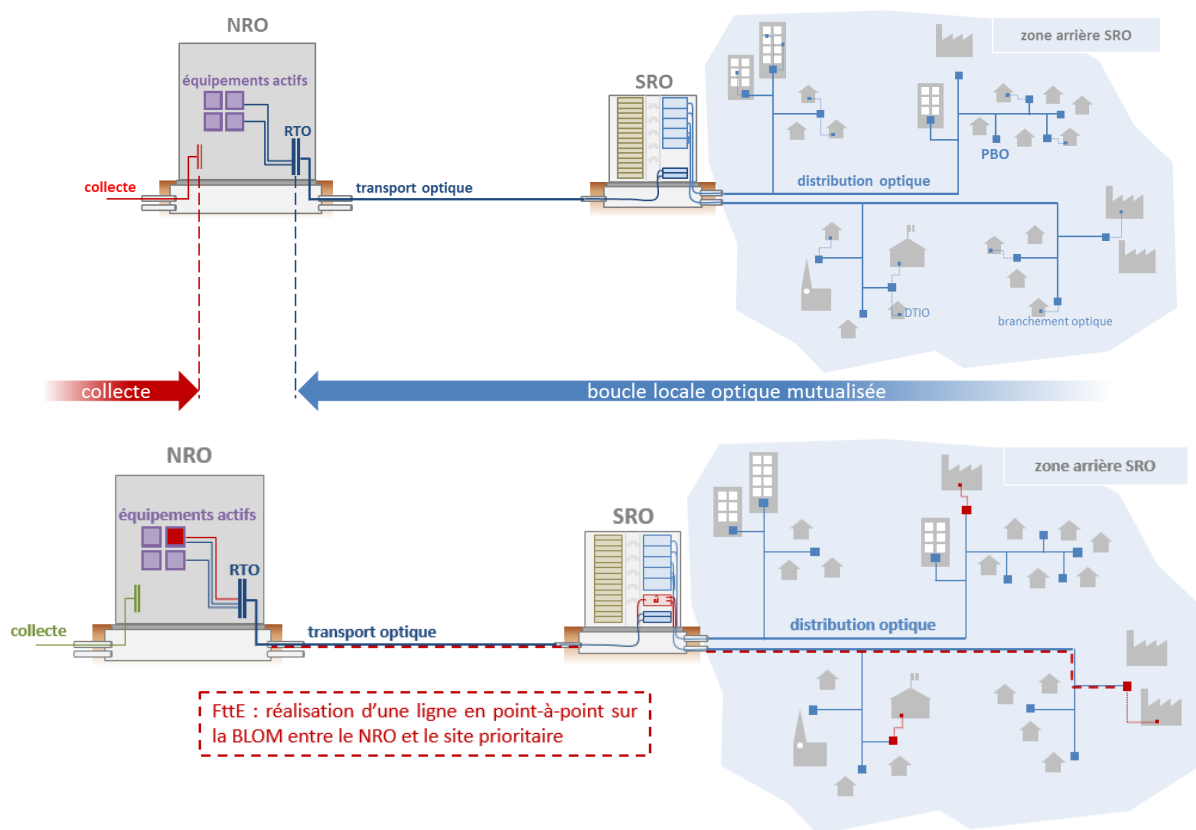 NRO
zone arrière SRO
équipements actifs
SRO
RTO
PBO
collecte
transport optique
distribution optique
DTIO
branchement optique
collecte
boucle locale optique mutualisée
NRO
zone arrière SRO
équipements actifs
SRO
RTO
collecte
transport optique
distribution optique
FttE : réalisation d’une ligne en point-à-point sur
la BLOM entre le NRO et le site prioritaire